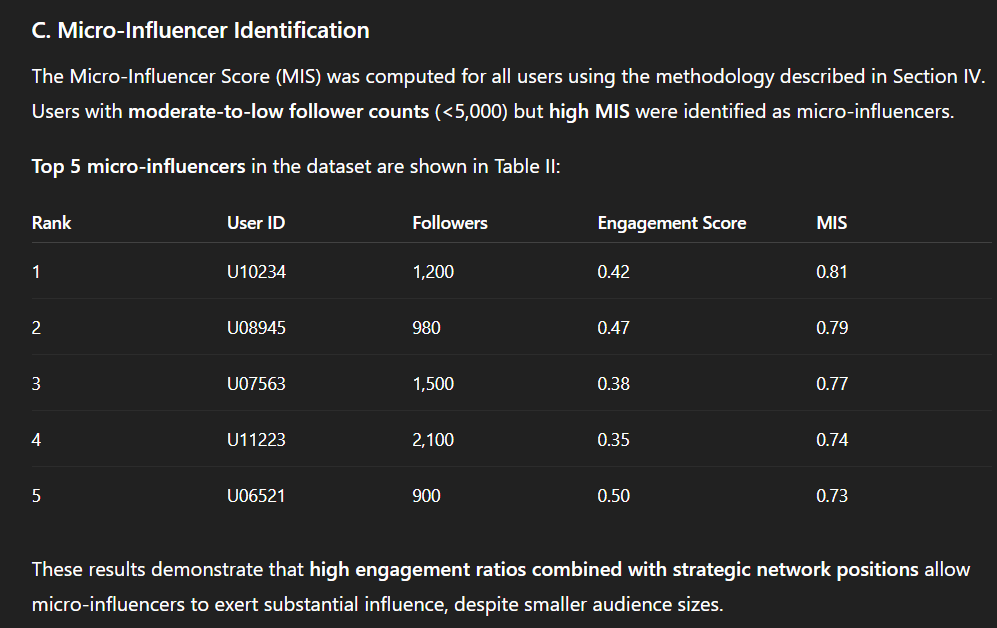 C. Micro-Influencer Identification
The Micro-Influencer Score (MIS) was computed for all users using the methodology described in Section IV.
Users with moderate-to-low follower counts (<5,000) but high MIS were identified as micro-influencers.
Top 5 micro-influencers in the dataset are shown in Table II:
Rank User ID Followers Engagement Score MIS
1 U10234 1,200 0.42 0.81
2 U08945 980 0.47 0.79
3 U07563 1,500 0.38 0.77
4 U11223 2,100 0.35 0.74
5 U06521 900 0.50 0.73
These results demonstrate that high engagement ratios combined with strategic network positions allow
micro-influencers to exert substantial influence, despite smaller audience sizes.